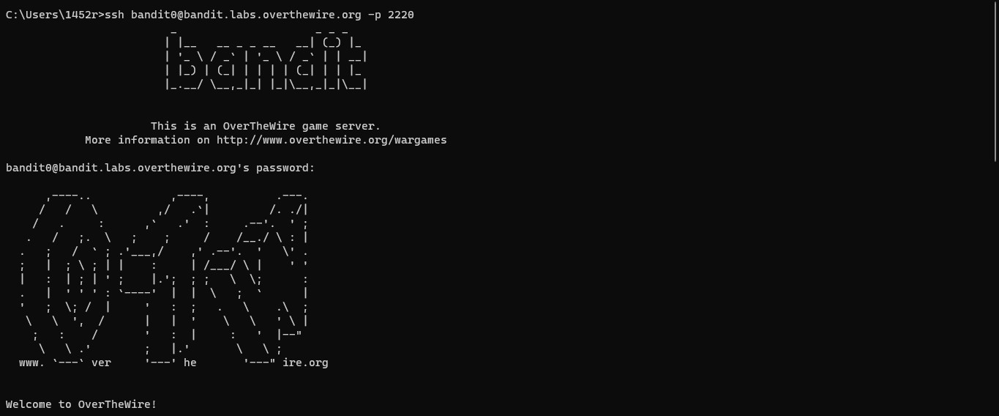 C:\Users\1452r>ssh bandit0@bandit.labs.overthewire.org -p 2220
                         _                     _ _ _
                        | |__   __ _ _ __   __| (_) |_
                        | '_ \ / _` | '_ \ / _` | | __|
                        | |_) | (_| | | | | (_| | | |_
                        |_.__/ \__,_|_| |_|\__,_|_|\__|

                      This is an OverTheWire game server.
            More information on http://www.overthewire.org/wargames

bandit0@bandit.labs.overthewire.org's password:

      ,----..            ,----,          .---.
     /   /   \         ,/   .`|         /. ./|
    /   .     :      ,`   .'  :     .--'.  ' ;
   .   /   ;.  \   ;    ;     /    /__./ \ : |
  .   ;   /  ` ; .'___,/    ,' .--'.  '   \' .
  ;   |  ; \ ; | |    :     | /___/ \ |    ' '
  |   :  | ; | ' ;    |.';  ; ;   \  \;      :
  .   |  ' ' ' : `----'  |  |  \   ;  `      |
  '   ;  \; /  |     '   :  ;   .   \    .\  ;
   \   \  ',  /      |   |  '    \   \   ' \ |
    ;   :    /       '   :  |     :   '  |--"
     \   \ .'        ;   |.'       \   \ ;
  www. `---` ver     '---' he       '---" ire.org

Welcome to OverTheWire!